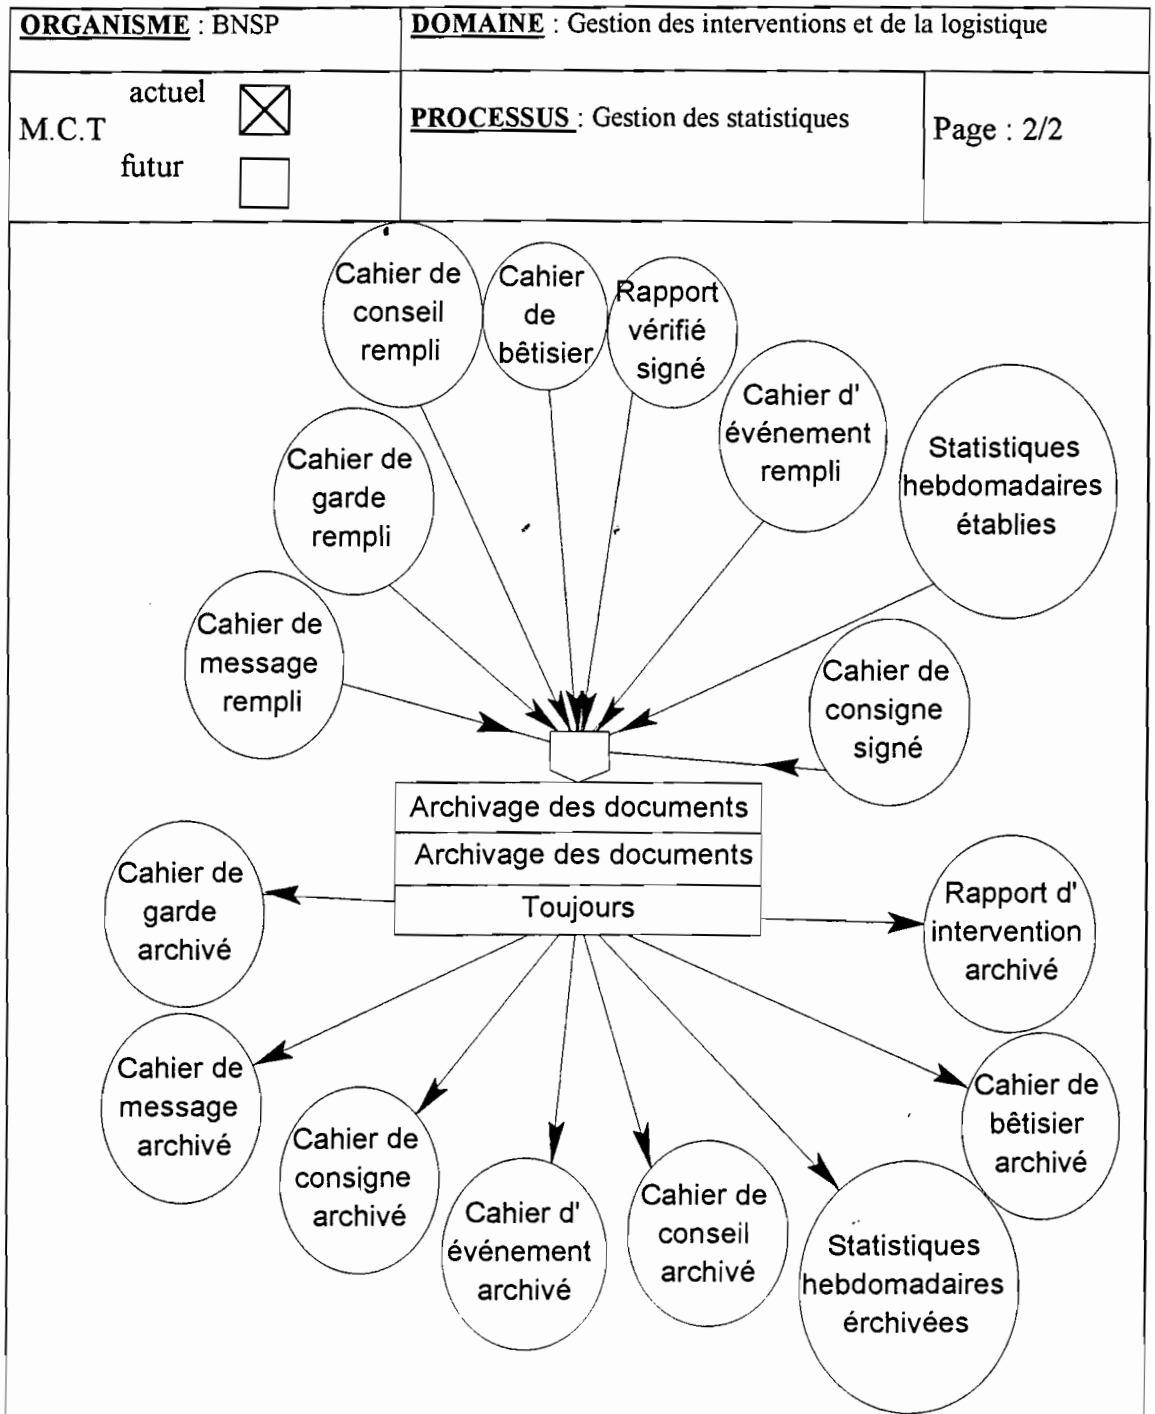 ORGANISME : BNSP
DOMAINE : Gestion des interventions et de la logistique
actuel
M.C.T
futur
PROCESSUS : Gestion des statistiques
Page : 2/2
Cahier de
conseil
rempli
Cahier
de
bêtisier
Rapport
vérifié
signé
Cahier d'
événement
rempli
Statistiques
hebdomadaires
établies
Cahier de
garde
rempli
Cahier de
message
rempli
Cahier de
consigne
signé
Archivage des documents
Archivage des documents
Toujours
Cahier de
garde
archivé
Rapport d'
intervention
archivé
Cahier de
message
archivé
Cahier de
consigne
archivé
Cahier d'
événement
archivé
Cahier de
conseil
archivé
Statistiques
hebdomadaires
érchivées
Cahier de
bêtisier
archivé